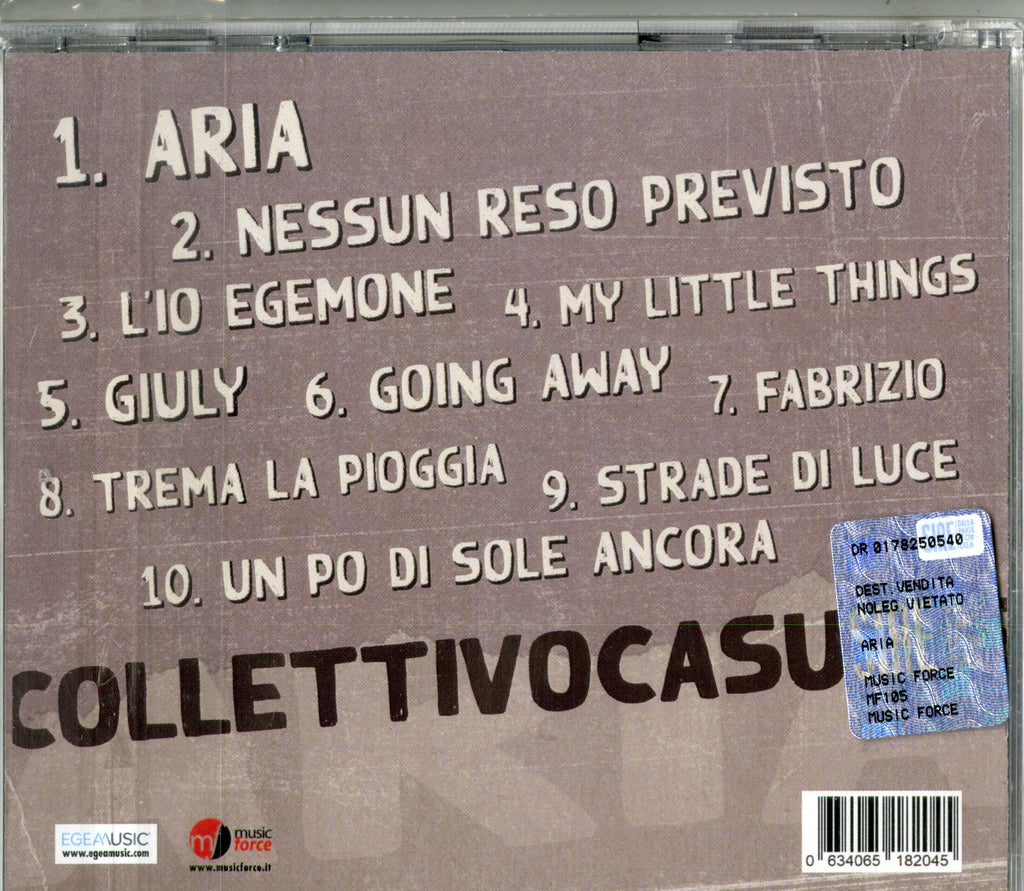 1. ARIA
2. NESSUN RESO PREVISTO
3. L'IO EGEMONE 4. MY LITTLE THINGS
5. GIULY 6. GOING AWAY 7. FABRIZIO
8. TREMA LA PIOGGIA 9. STRADE DI LUCE
10. UN PO DI SOLE ANCORA
COLLETTIVOCASU
DR 0178250540
DEST.VENDITA
NOLEG.VIETATO
ARIA
MUSIC FORCE
MF105
MUSIC FORCE
EGEAMUSIC
www.egeamusic.com
mf music force
www.musicforce.it
0 634065 182045